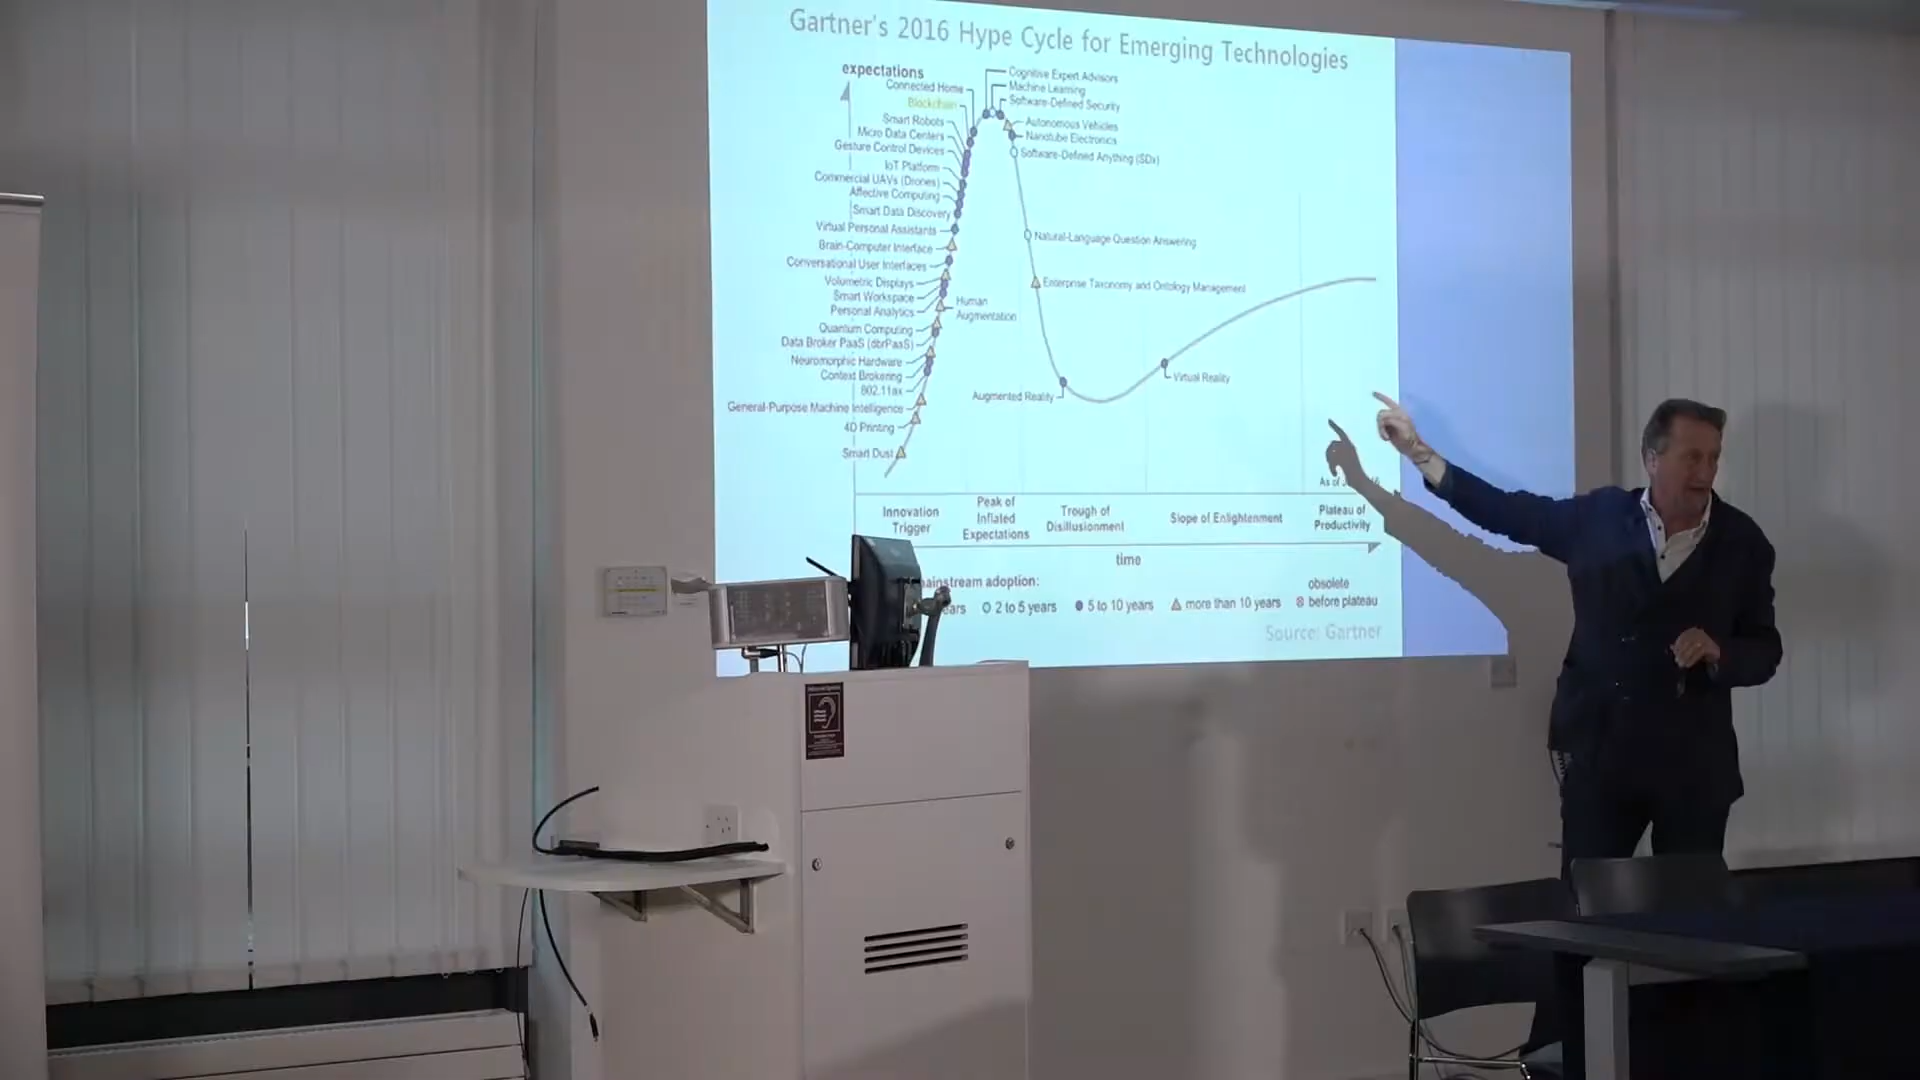 Gartner's 2016 Hype Cycle for Emerging Technologies
expectations
Connected Home
Blockchain
Smart Robots
Micro Data Centers
Gesture Control Devices
IoT Platform
Commercial UAVs (Drones)
Affective Computing
Smart Data Discovery
Virtual Personal Assistants
Brain-Computer Interface
Conversational User Interfaces
Volumetric Displays
Smart Workspace
Personal Analytics
Quantum Computing
Data Broker PaaS (dbrPaaS)
Neuromorphic Hardware
Context Brokering
802.11ax
General-Purpose Machine Intelligence
4D Printing
Smart Dust
Human
Augmentation
Cognitive Expert Advisors
Machine Learning
Software-Defined Security
Autonomous Vehicles
Nanotube Electronics
Software-Defined Anything (SDx)
Natural-Language Question Answering
Enterprise Taxonomy and Ontology Management
Augmented Reality
Virtual Reality
As of
Innovation
Trigger
Peak of
Inflated
Expectations
Trough of
Disillusionment
Slope of Enlightenment
Plateau of
Productivity
time
mainstream adoption:
2 to 5 years
5 to 10 years
more than 10 years
obsolete
before plateau
Source: Gartner